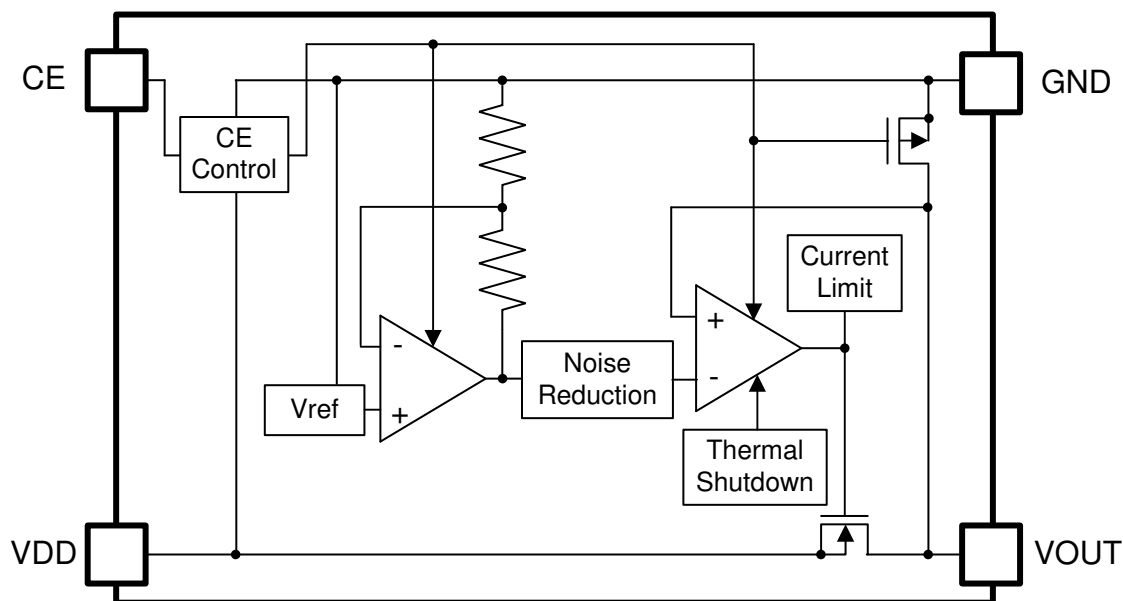 CE
GND
CE
Control
Current
Limit
+
-
Noise
Reduction
-
Vref
+
Thermal
Shutdown
VDD
VOUT